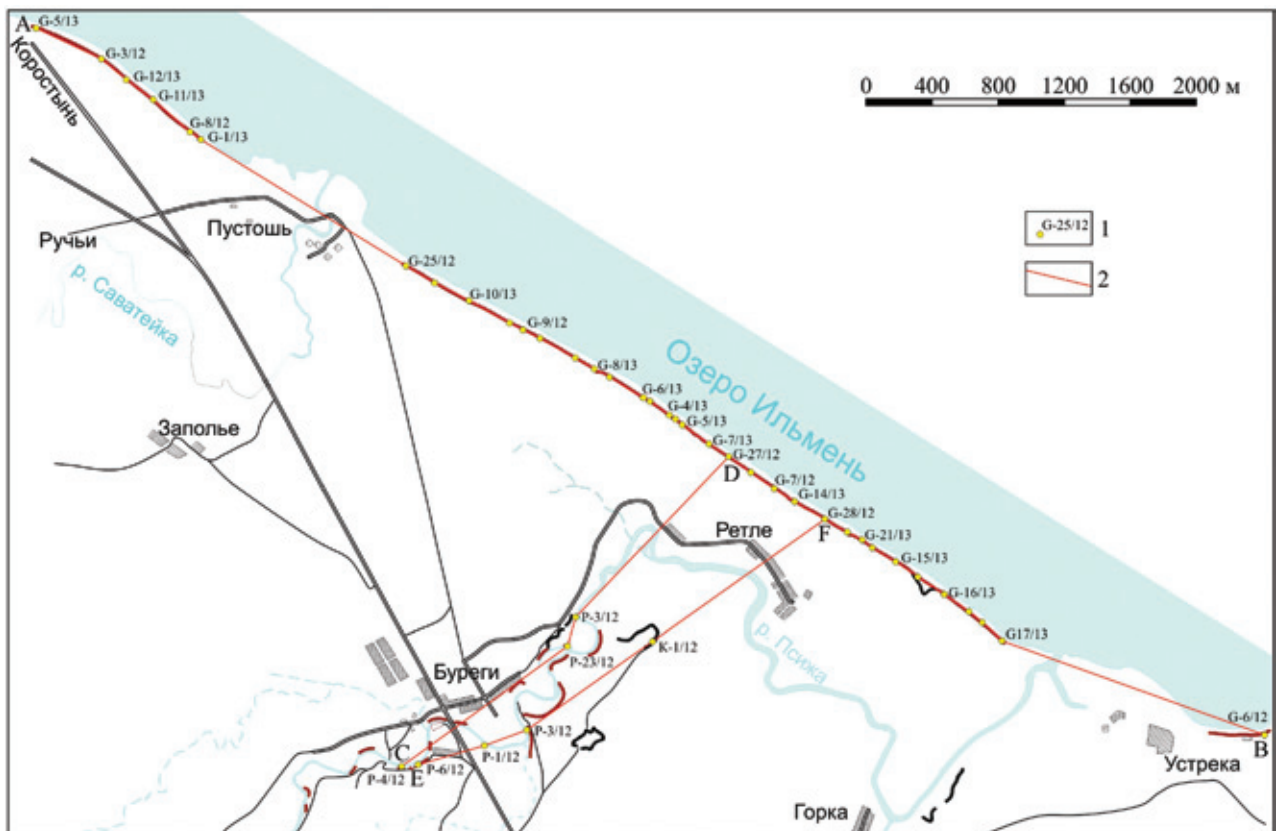 A
G-5/13
G-3/12
G-12/13
G-11/13
G-8/12
G-1/13
Коростынь
0 400 800 1200 1600 2000 м
G-25/12 1
2
Ручьи
Пустошь
р. Саватейка
G-25/12
G-10/13
G-9/12
G-8/13
G-6/13
G-4/13
G-5/13
G-7/13
G-27/12
D
Озеро Ильмень
G-7/12
G-14/13
G-28/12
F
G-21/13
G-15/13
G-16/13
G17/13
Заполье
Ретле
P-3/12
P-23/12
K-1/12
р. Псижа
Буреги
P-3/12
P-1/12
C
E
P-6/12
P-4/12
G-6/12
B
Устрека
Горка